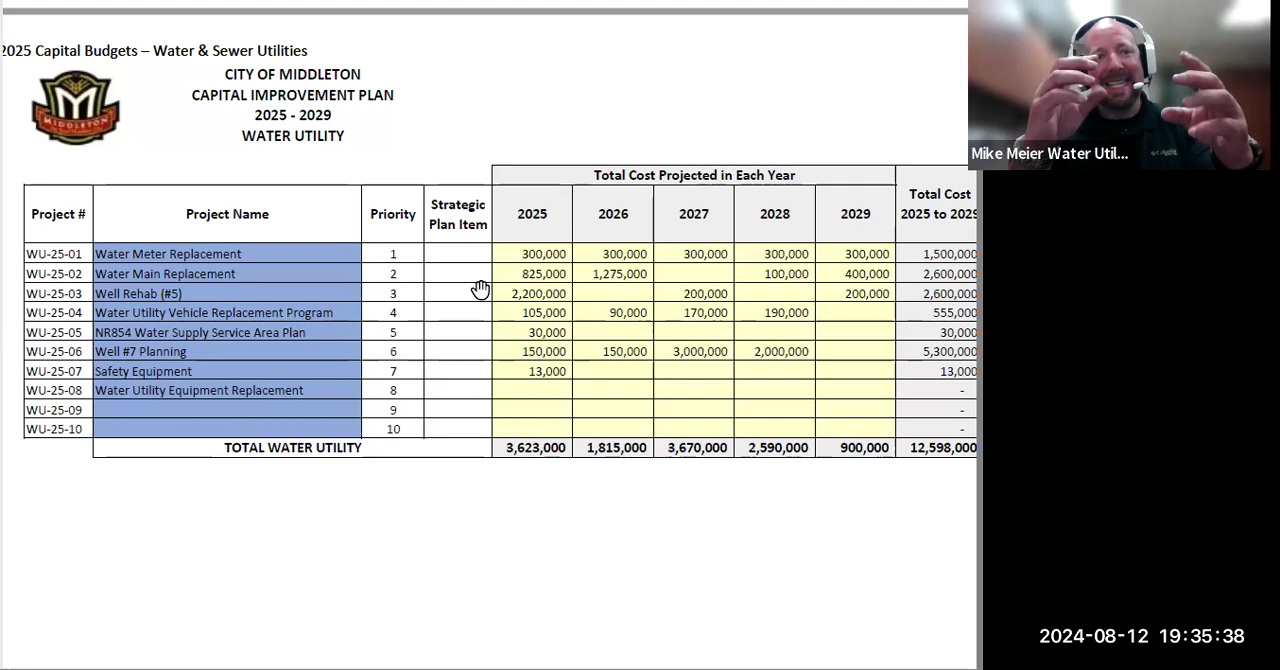 2025 Capital Budgets – Water & Sewer Utilities
CITY OF MIDDLETON
CAPITAL IMPROVEMENT PLAN
2025 - 2029
WATER UTILITY
M
MIDDLETON
Mike Meier Water Util...
Total Cost Projected in Each Year
Project # Project Name Priority Strategic Plan Item 2025 2026 2027 2028 2029 Total Cost 2025 to 2029
WU-25-01 Water Meter Replacement 1 300,000 300,000 300,000 300,000 300,000 1,500,000
WU-25-02 Water Main Replacement 2 825,000 1,275,000 100,000 400,000 2,600,000
WU-25-03 Well Rehab (#5) 3 2,200,000 200,000 200,000 2,600,000
WU-25-04 Water Utility Vehicle Replacement Program 4 105,000 90,000 170,000 190,000 555,000
WU-25-05 NR854 Water Supply Service Area Plan 5 30,000 30,000
WU-25-06 Well #7 Planning 6 150,000 150,000 3,000,000 2,000,000 5,300,000
WU-25-07 Safety Equipment 7 13,000 13,000
WU-25-08 Water Utility Equipment Replacement 8 -
WU-25-09 9 -
WU-25-10 10 -
TOTAL WATER UTILITY 3,623,000 1,815,000 3,670,000 2,590,000 900,000 12,598,000
2024-08-12 19:35:38